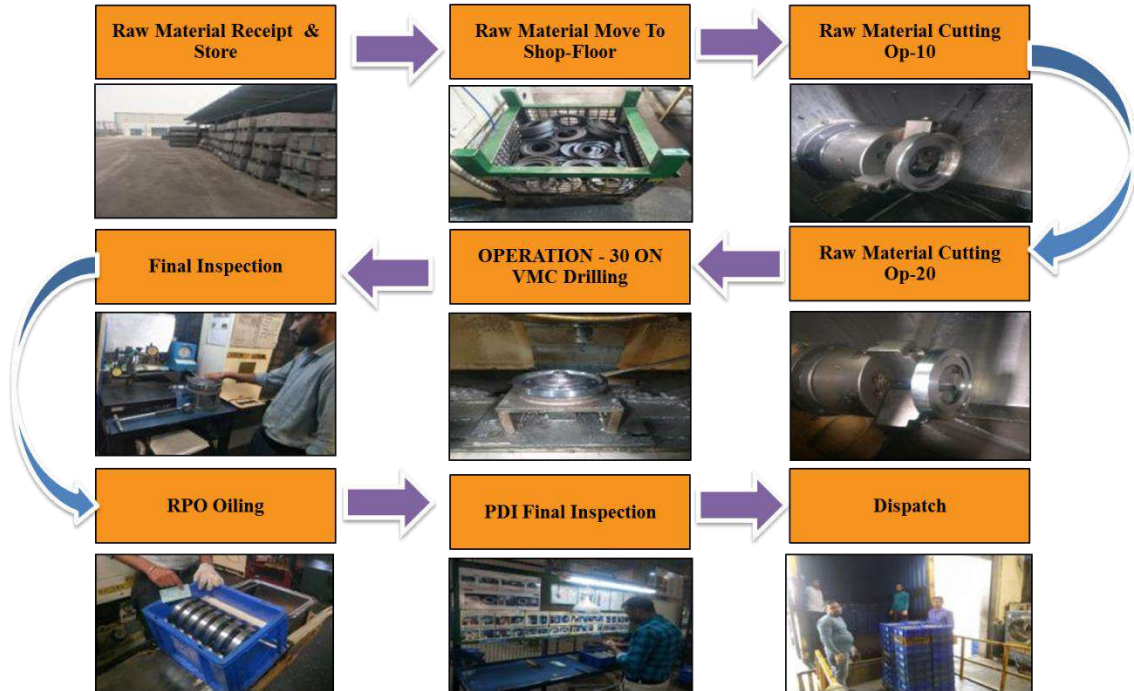 Raw Material Receipt &
Store
Raw Material Move To
Shop-Floor
Raw Material Cutting
Op-10
Raw Material Cutting
Op-20
OPERATION - 30 ON
VMC Drilling
Final Inspection
RPO Oiling
PDI Final Inspection
Dispatch